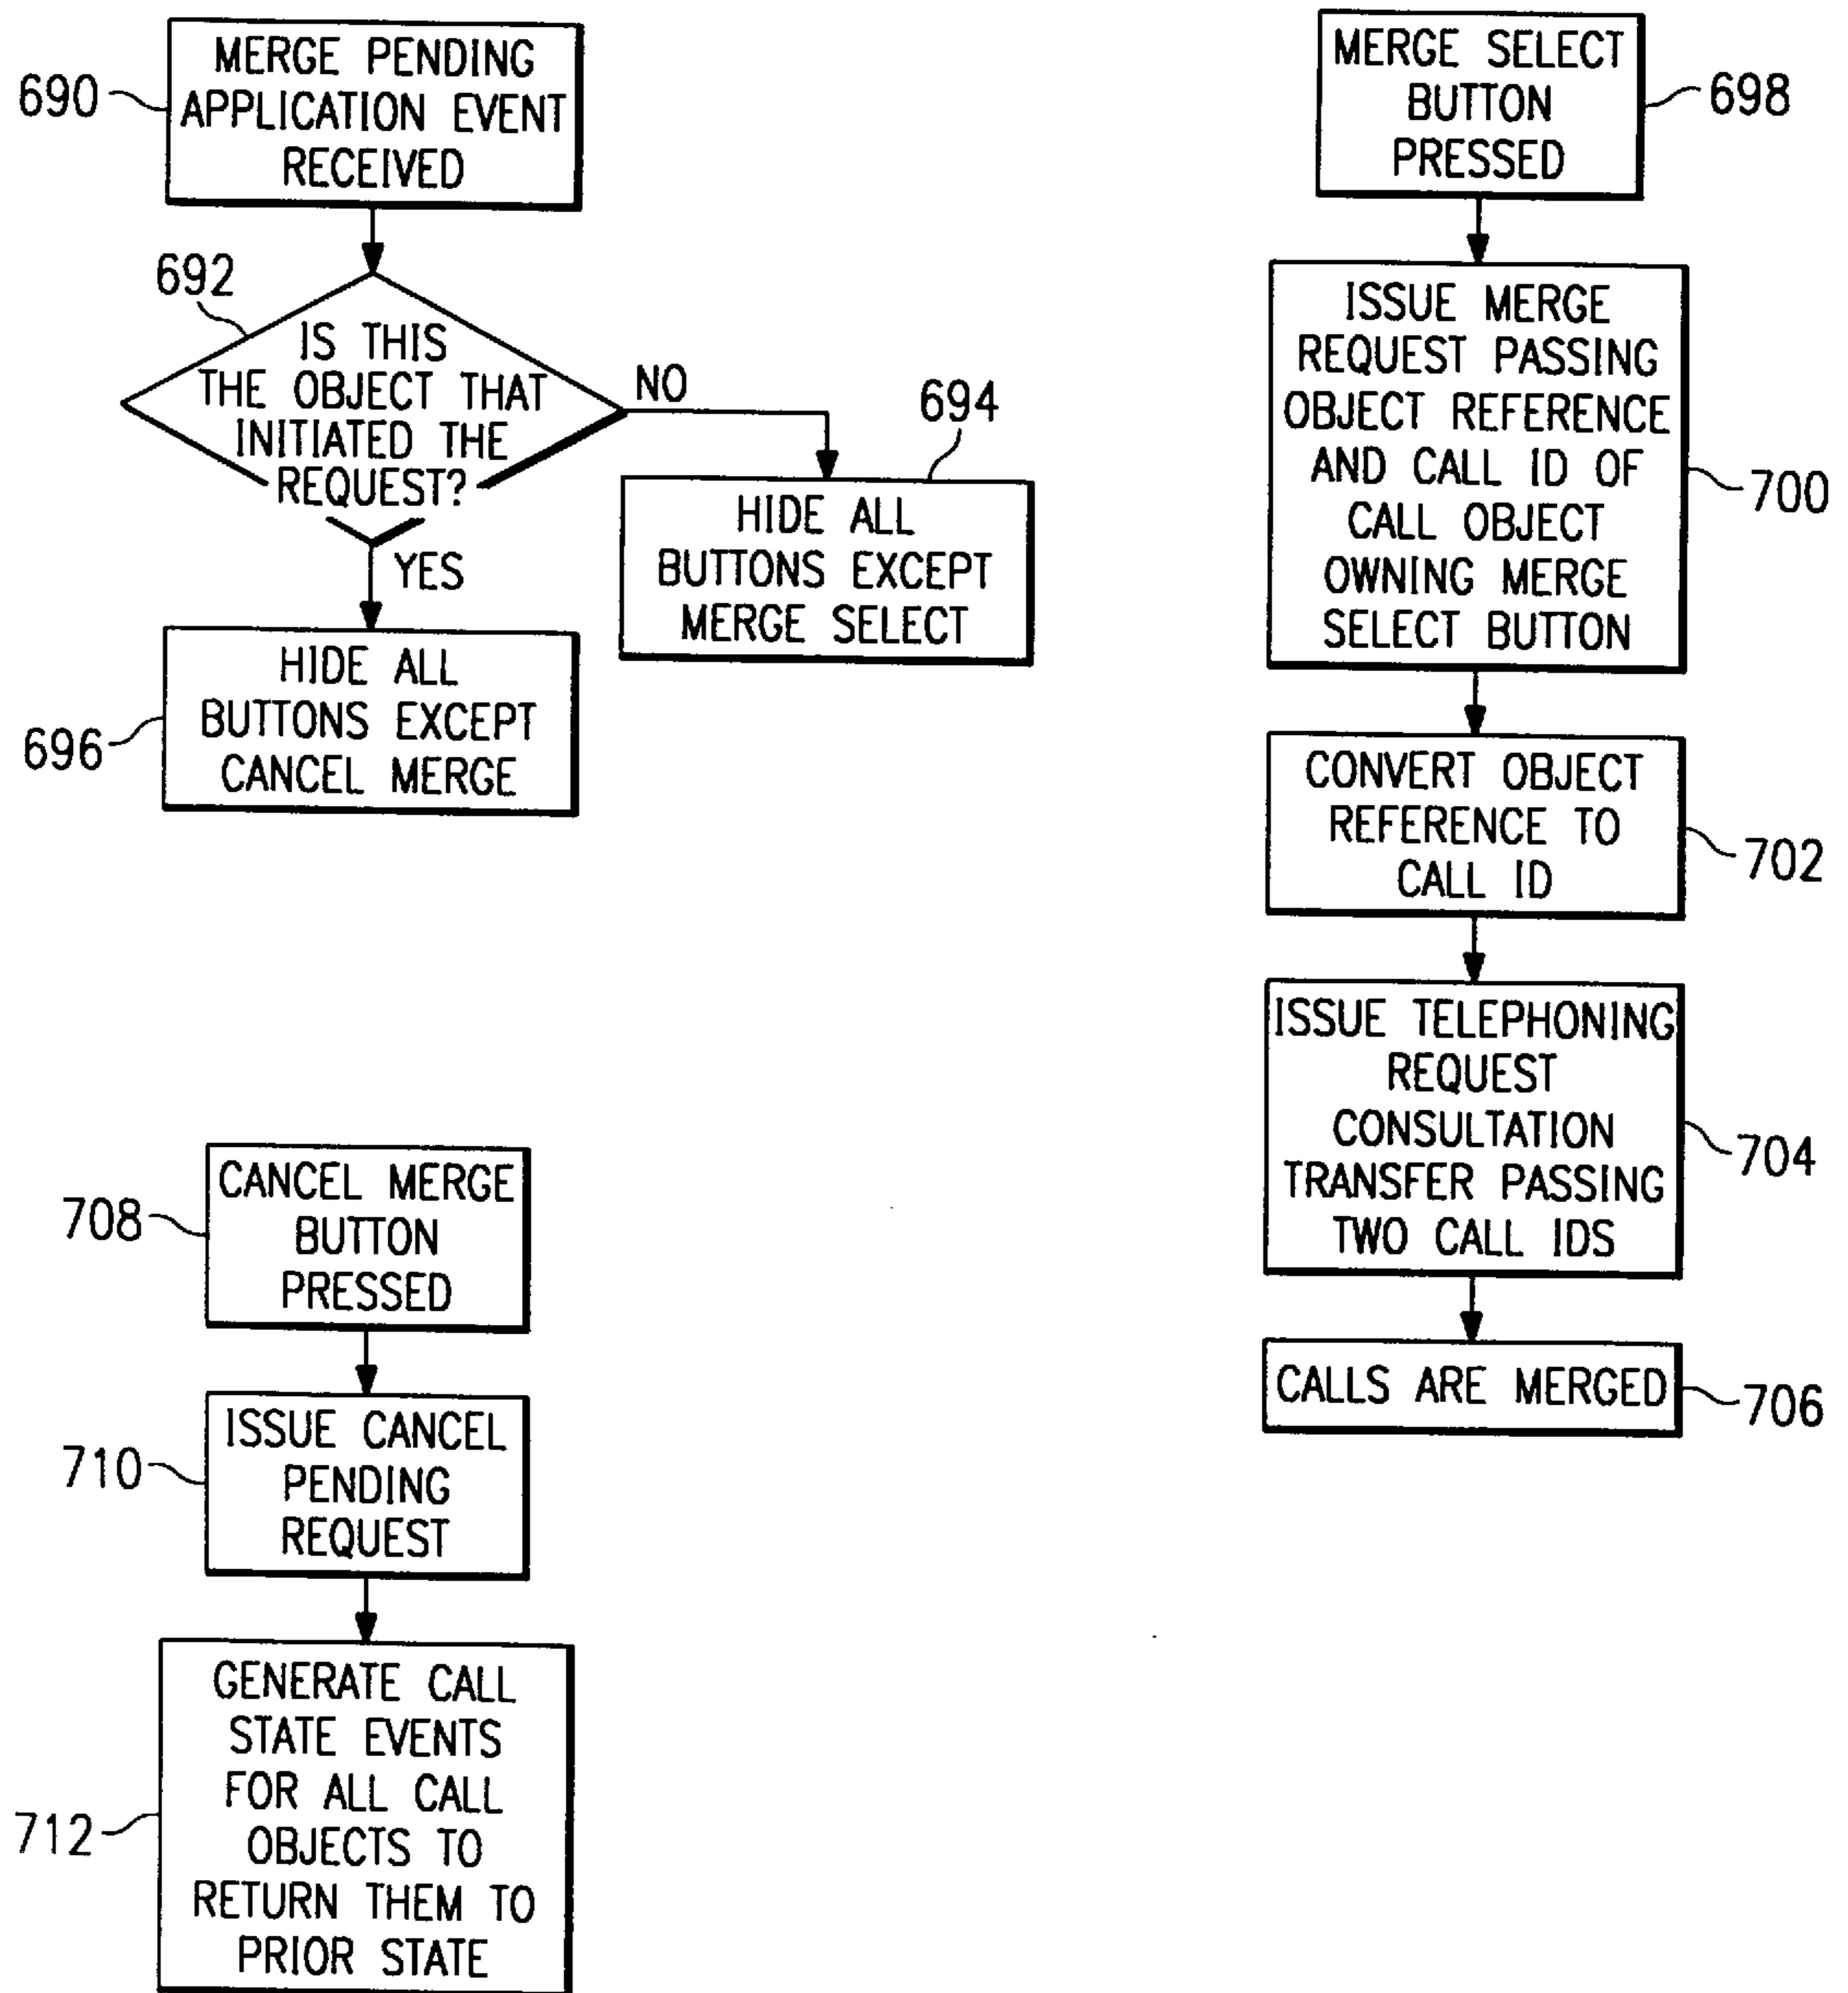 MERGE PENDING
APPLICATION EVENT
RECEIVED
690
692
IS THIS
THE OBJECT THAT
INITIATED THE
REQUEST?
NO
YES
694
HIDE ALL
BUTTONS EXCEPT
MERGE SELECT
HIDE ALL
BUTTONS EXCEPT
CANCEL MERGE
696
MERGE SELECT
BUTTON
PRESSED
698
ISSUE MERGE
REQUEST PASSING
OBJECT REFERENCE
AND CALL ID OF
CALL OBJECT
OWNING MERGE
SELECT BUTTON
700
CONVERT OBJECT
REFERENCE TO
CALL ID
702
ISSUE TELEPHONING
REQUEST
CONSULTATION
TRANSFER PASSING
TWO CALL IDS
704
CALLS ARE MERGED
706
CANCEL MERGE
BUTTON
PRESSED
708
ISSUE CANCEL
PENDING
REQUEST
710
GENERATE CALL
STATE EVENTS
FOR ALL CALL
OBJECTS TO
RETURN THEM TO
PRIOR STATE
712